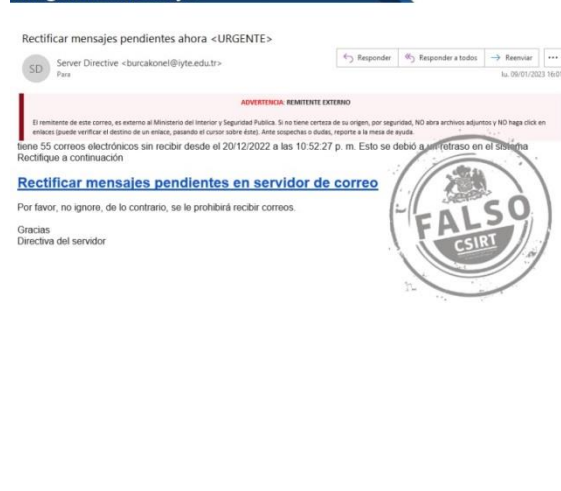 Rectificar mensajes pendientes ahora <URGENTE>
SD
Server Directive <burcakonel@iyte.edu.tr>
Para
Responder
Responder a todos
Reenviar
lu. 09/01/2023 16:01
ADVERTENCIA: REMITENTE EXTERNO
El remitente de este correo, es externo al Ministerio del Interior y Seguridad Publica. Si no tiene certeza de su origen, por seguridad, NO abra archivos adjuntos y NO haga click en
enlaces (puede verificar el destino de un enlace, pasando el cursor sobre éste). Ante sospechas o dudas, reporte a la mesa de ayuda.
tiene 55 correos electrónicos sin recibir desde el 20/12/2022 a las 10:52:27 p. m. Esto se debió a un retraso en el sistema
Rectifique a continuación
Rectificar mensajes pendientes en servidor de correo
Por favor, no ignore, de lo contrario, se le prohibirá recibir correos.
Gracias
Directiva del servidor
FALSO
CSIRT